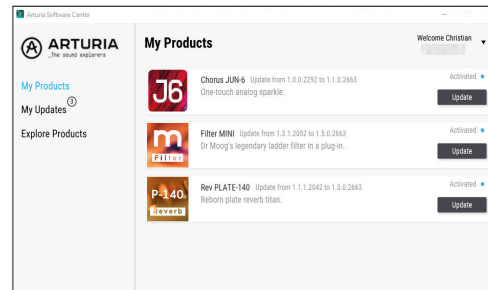 Arturia Software Center
ARTURIA
_The sound explorers
My Products
Welcome Christian
My Products
My Updates 3
Explore Products
J6
Chorus JUN-6 Update from 1.0.0.2292 to 1.1.0.2663
One-touch analog sparkle.
Activated
Update
m
Filter
Filter MINI Update from 1.3.1.2052 to 1.5.0.2663
Dr Moog's legendary ladder filter in a plug-in.
Activated
Update
P-140
Reverb
Rev PLATE-140 Update from 1.1.1.2042 to 1.3.0.2663
Reborn plate reverb titan.
Activated
Update